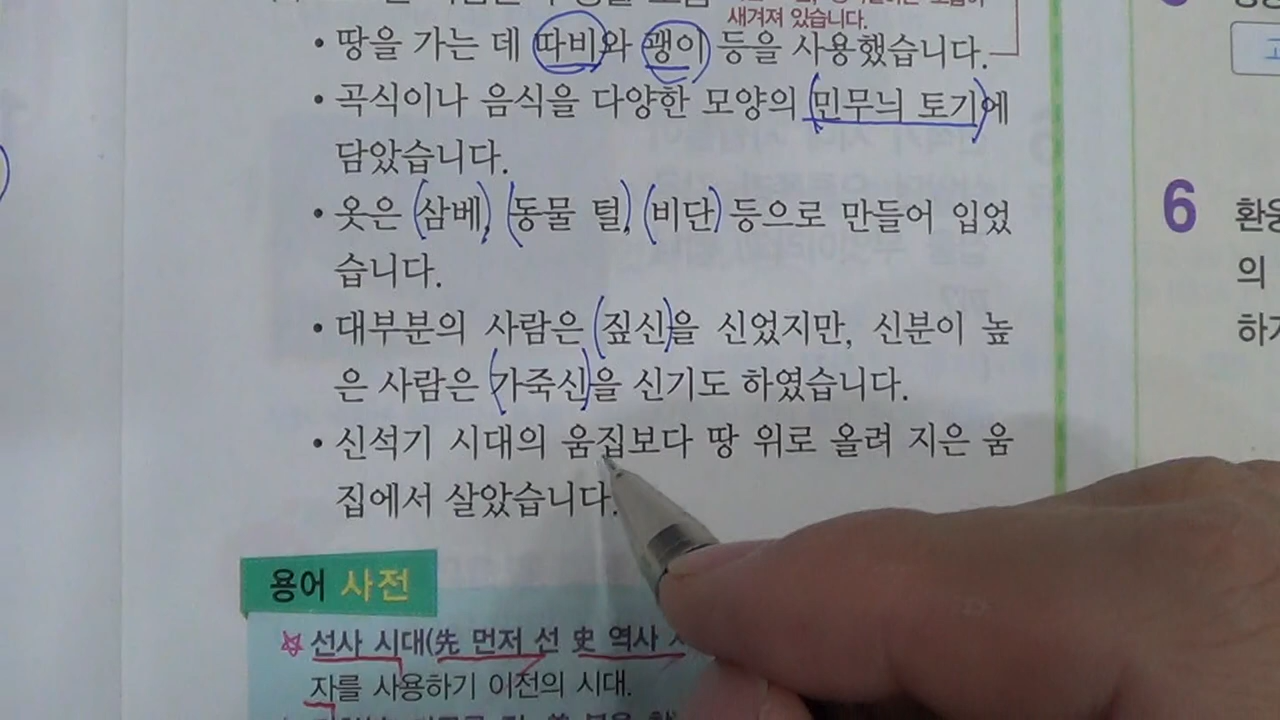 새겨져 있습니다.
• 땅을 가는 데 따비와 괭이 등을 사용했습니다.
• 곡식이나 음식을 다양한 모양의 민무늬 토기에
담았습니다.
• 옷은 삼베, 동물 털, 비단 등으로 만들어 입었
습니다.
• 대부분의 사람은 짚신을 신었지만, 신분이 높
은 사람은 가죽신을 신기도 하였습니다.
• 신석기 시대의 움집보다 땅 위로 올려 지은 움
집에서 살았습니다.
용어 사전
선사 시대(先 먼저 선 史 역사
자를 사용하기 이전의 시대.
6
의